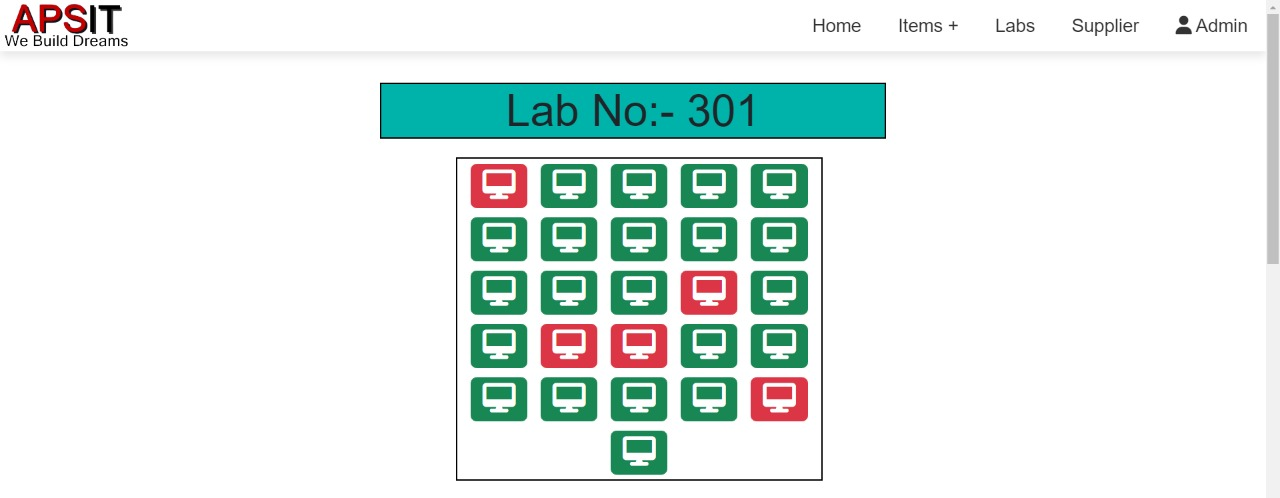 APSIT
We Build Dreams
Home Items + Labs Supplier Admin
Lab No:- 301